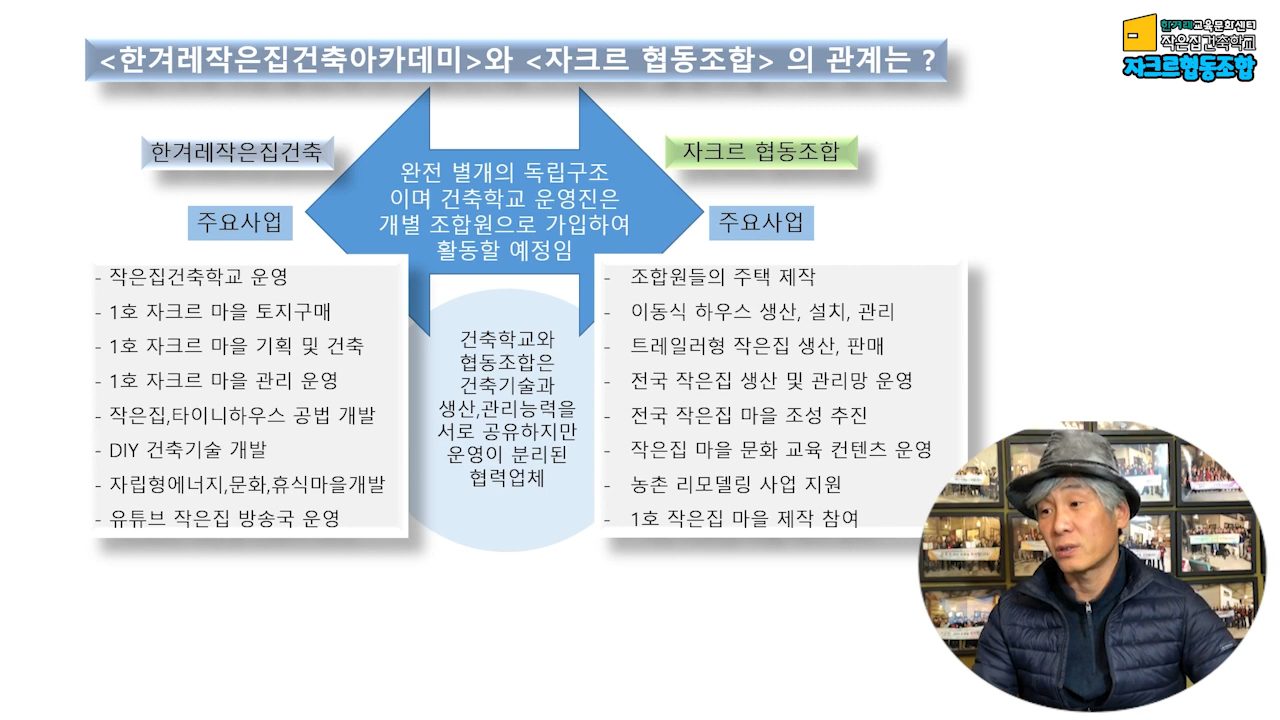 <한겨레작은집건축아카데미>와 <자크르 협동조합> 의 관계는 ?
한겨레교육문화센터
작은집건축학교
자크르협동조합
한겨레작은집건축
자크르 협동조합
완전 별개의 독립구조
이며 건축학교 운영진은
개별 조합원으로 가입하여
활동할 예정임
주요사업
주요사업
- 작은집건축학교 운영
- 1호 자크르 마을 토지구매
- 1호 자크르 마을 기획 및 건축
- 1호 자크르 마을 관리 운영
- 작은집,타이니하우스 공법 개발
- DIY 건축기술 개발
- 자립형에너지,문화,휴식마을개발
- 유튜브 작은집 방송국 운영
건축학교와
협동조합은
건축기술과
생산,관리능력을
서로 공유하지만
운영이 분리된
협력업체
- 조합원들의 주택 제작
- 이동식 하우스 생산, 설치, 관리
- 트레일러형 작은집 생산, 판매
- 전국 작은집 생산 및 관리망 운영
- 전국 작은집 마을 조성 추진
- 작은집 마을 문화 교육 컨텐츠 운영
- 농촌 리모델링 사업 지원
- 1호 작은집 마을 제작 참여